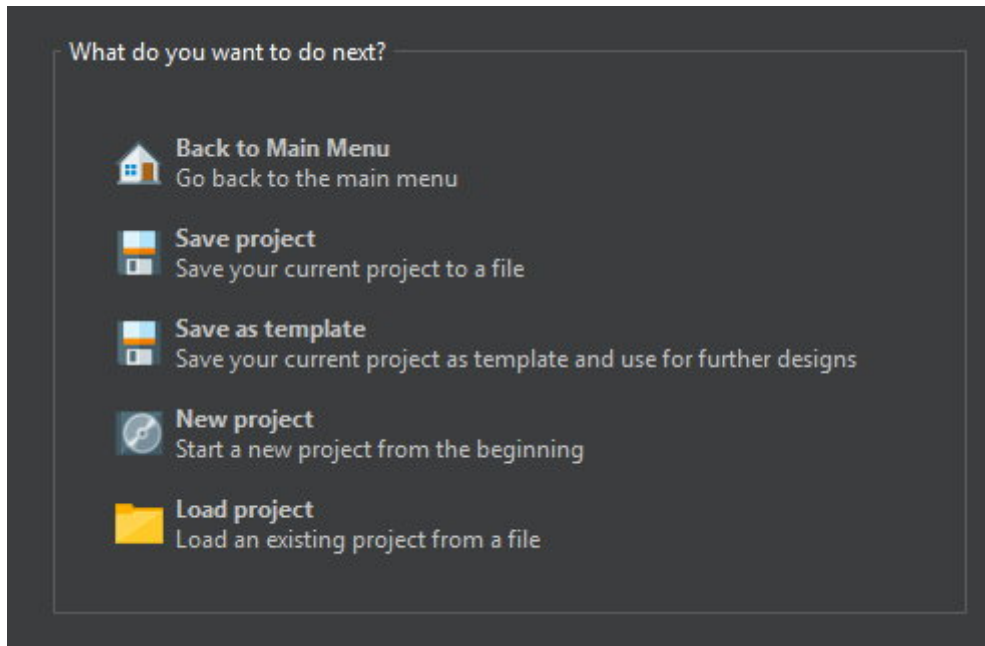 What do you want to do next?
Back to Main Menu
Go back to the main menu
Save project
Save your current project to a file
Save as template
Save your current project as template and use for further designs
New project
Start a new project from the beginning
Load project
Load an existing project from a file